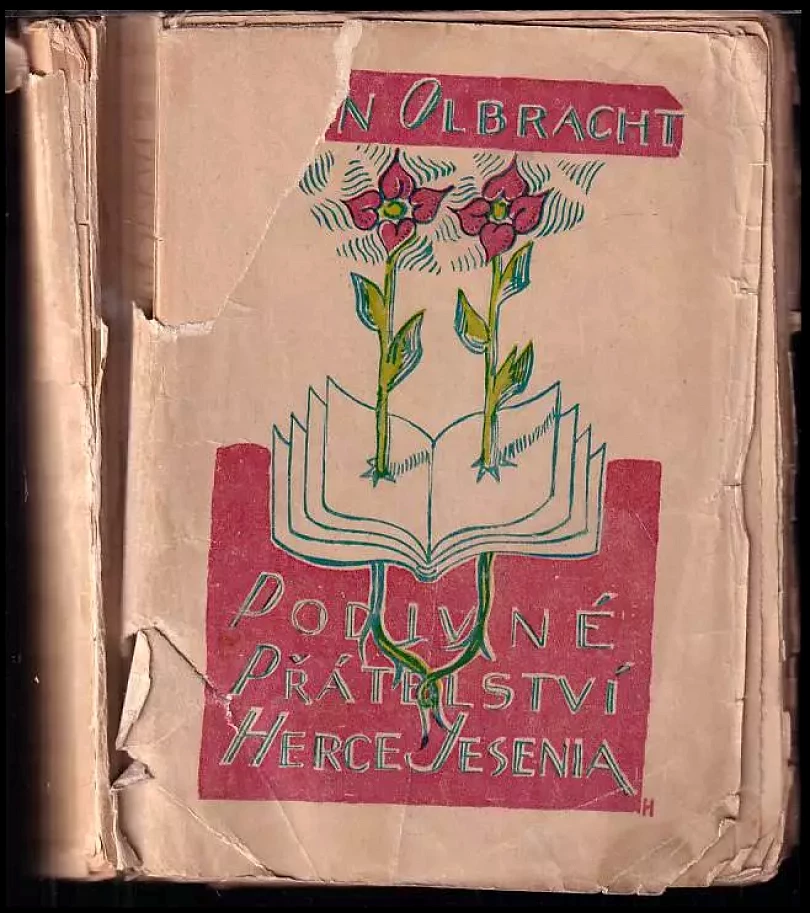 N OLBRACHT
PODIVNÉ
PŘÁTELSTVÍ
HERCE JESENIA
H